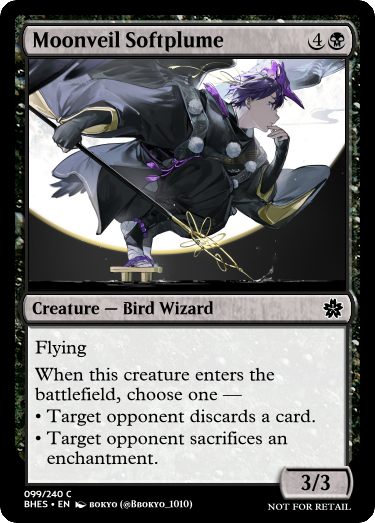 Moonveil Softplume 4
Creature — Bird Wizard
Flying
When this creature enters the
battlefield, choose one —
• Target opponent discards a card.
• Target opponent sacrifices an
enchantment.
3/3
099/240 C
BHES • EN BOKYO (@BBOKYO_1010)
NOT FOR RETAIL